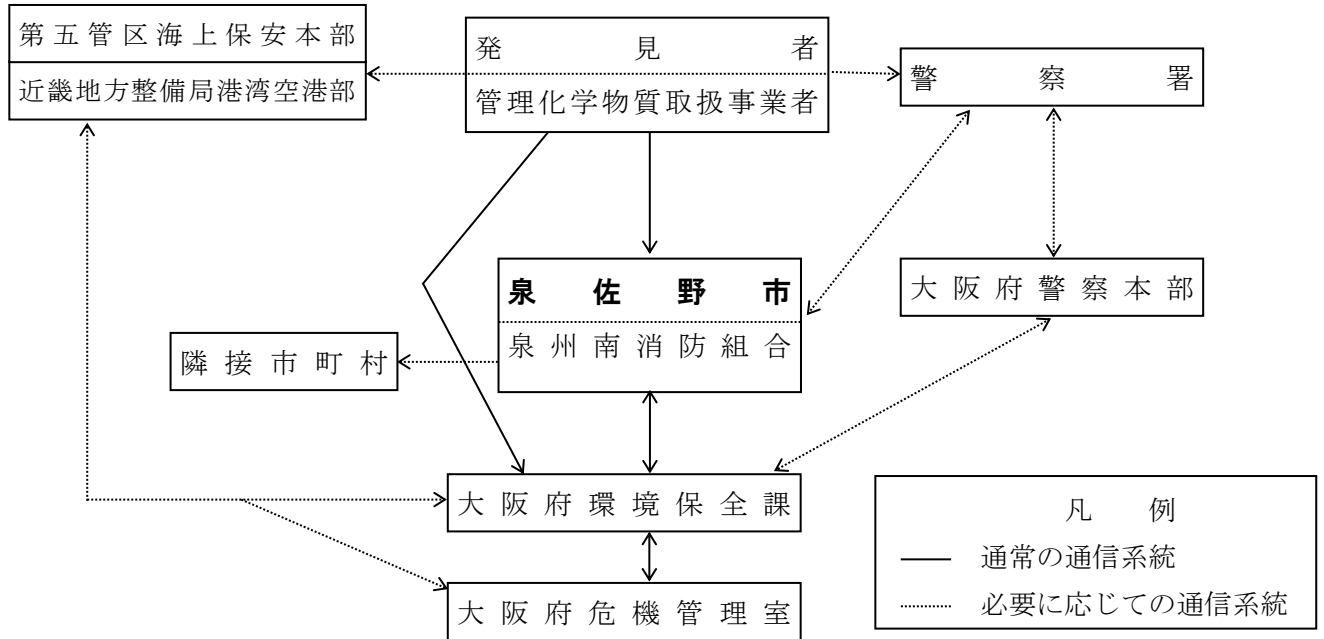 第五管区海上保安本部
近畿地方整備局港湾空港部
発見者
管理化学物質取扱事業者
警察署
泉佐野市
泉州南消防組合
大阪府警察本部
隣接市町村
大阪府環境保全課
大阪府危機管理室
凡例
通常の通信系統
必要に応じての通信系統